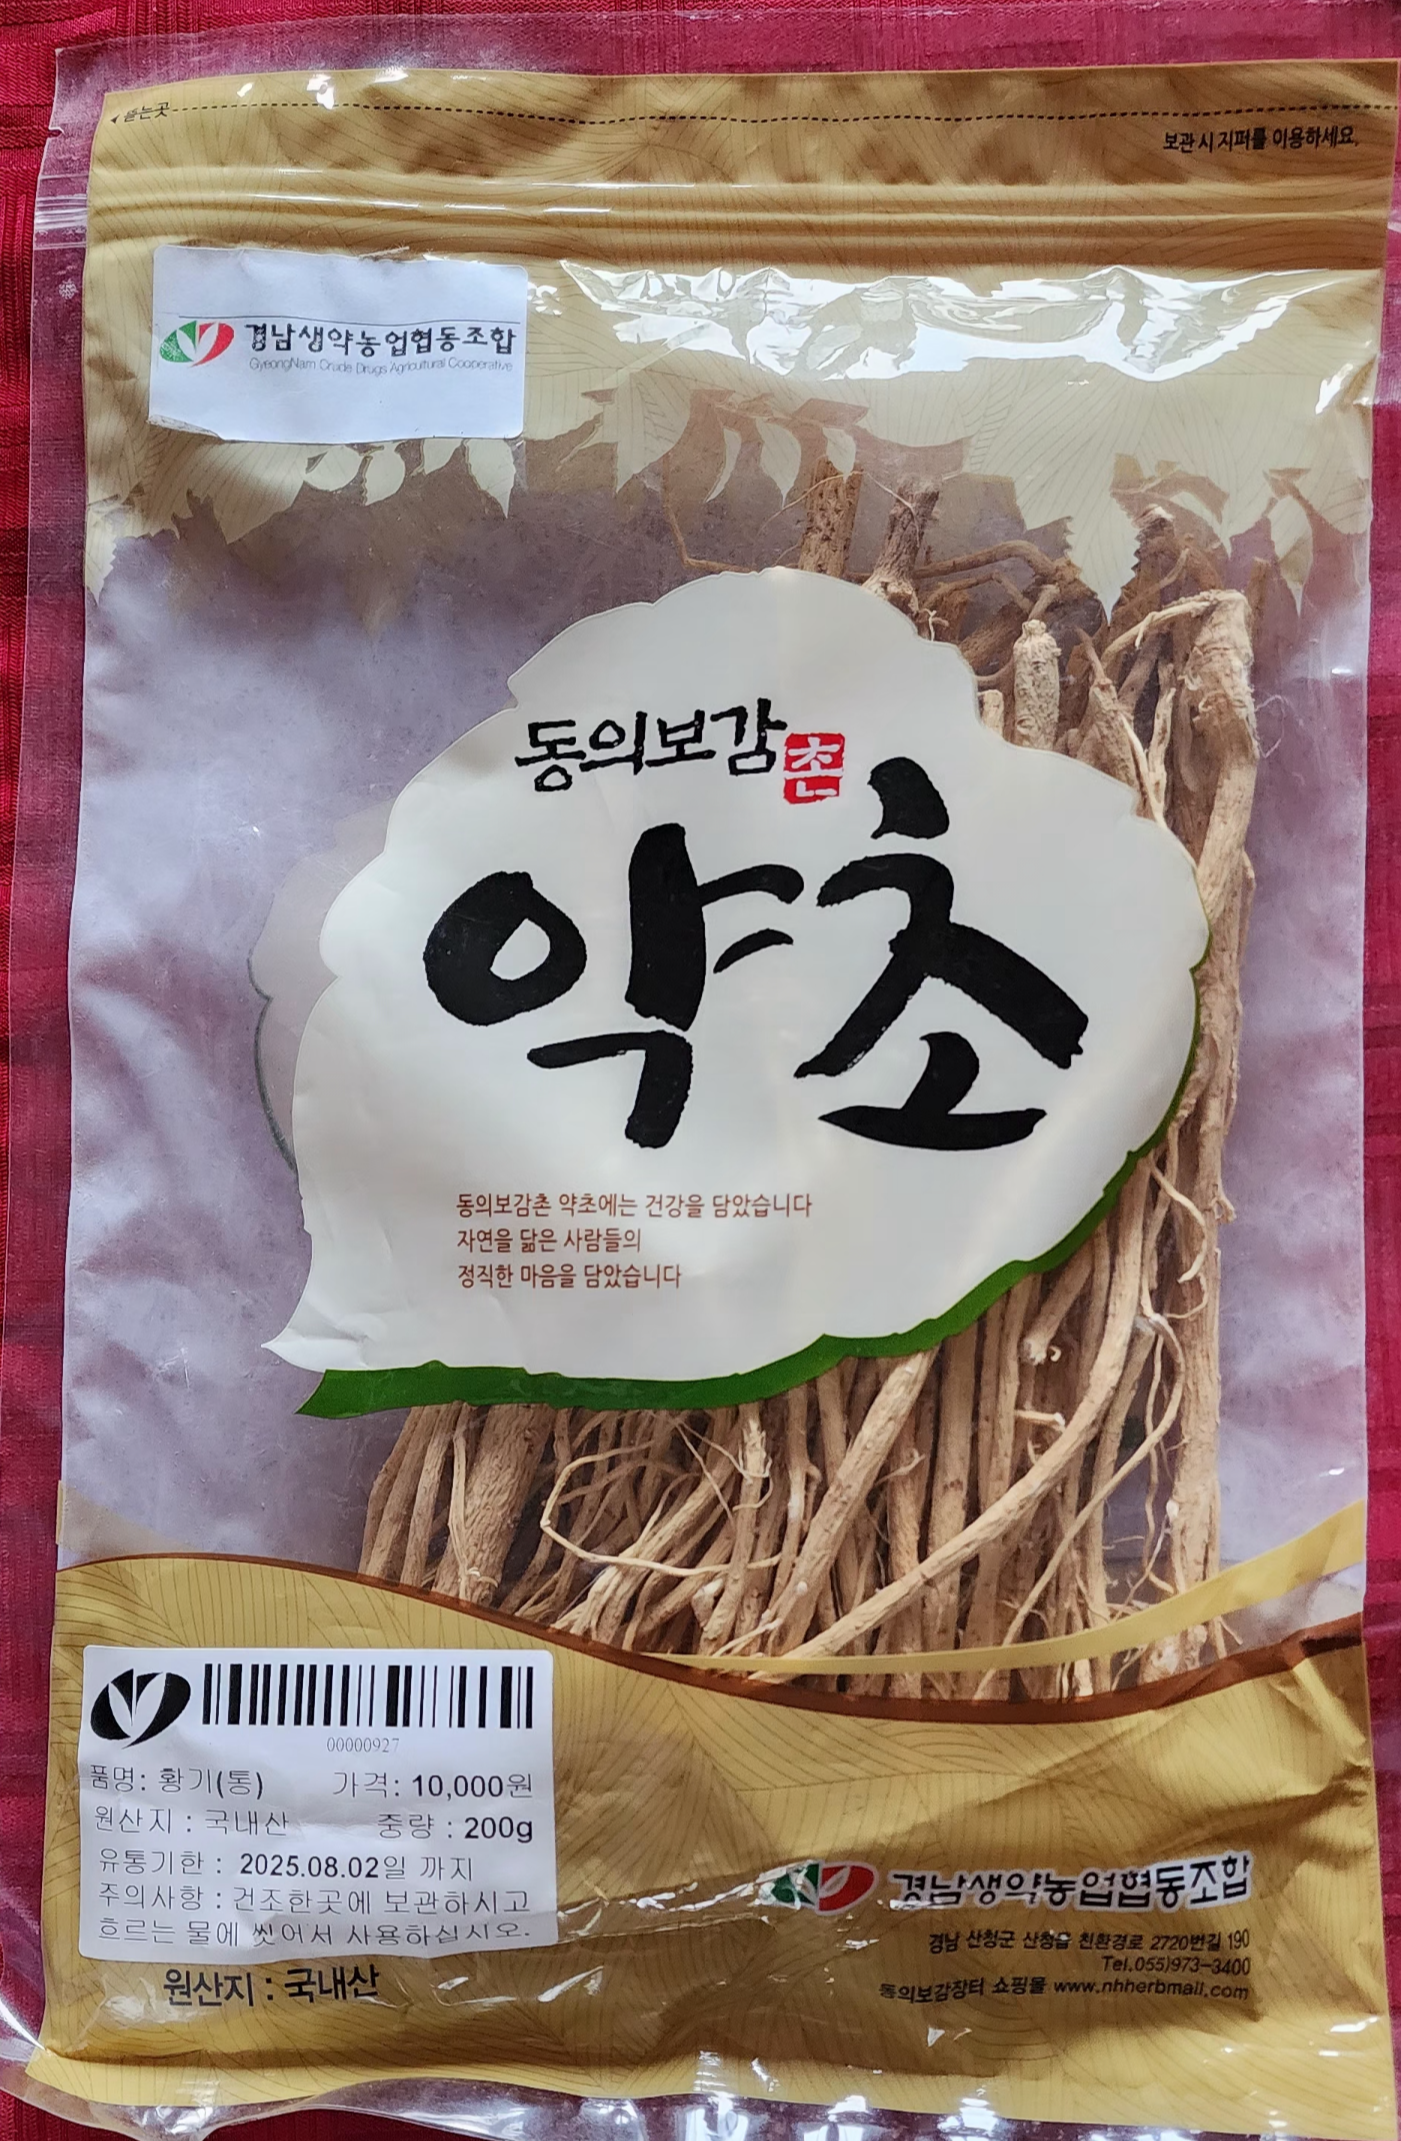 뜯는곳
보관 시 지퍼를 이용하세요.
경남생약농업협동조합
GyeongNam Crude Drugs Agricultural Cooperative
동의보감촌
약초
동의보감촌 약초에는 건강을 담았습니다
자연을 닮은 사람들의
정직한 마음을 담았습니다
00000927
품명: 황기(통) 가격: 10,000원
원산지 : 국내산 중량 : 200g
유통기한 : 2025.08.02일 까지
주의사항 : 건조한곳에 보관하시고
흐르는 물에 씻어서 사용하십시오.
원산지 : 국내산
경남생약농업협동조합
경남 산청군 산청읍 친환경로 2720번길 190
Tel.055)973-3400
동의보감장터 쇼핑몰 www.nhherbmall.com